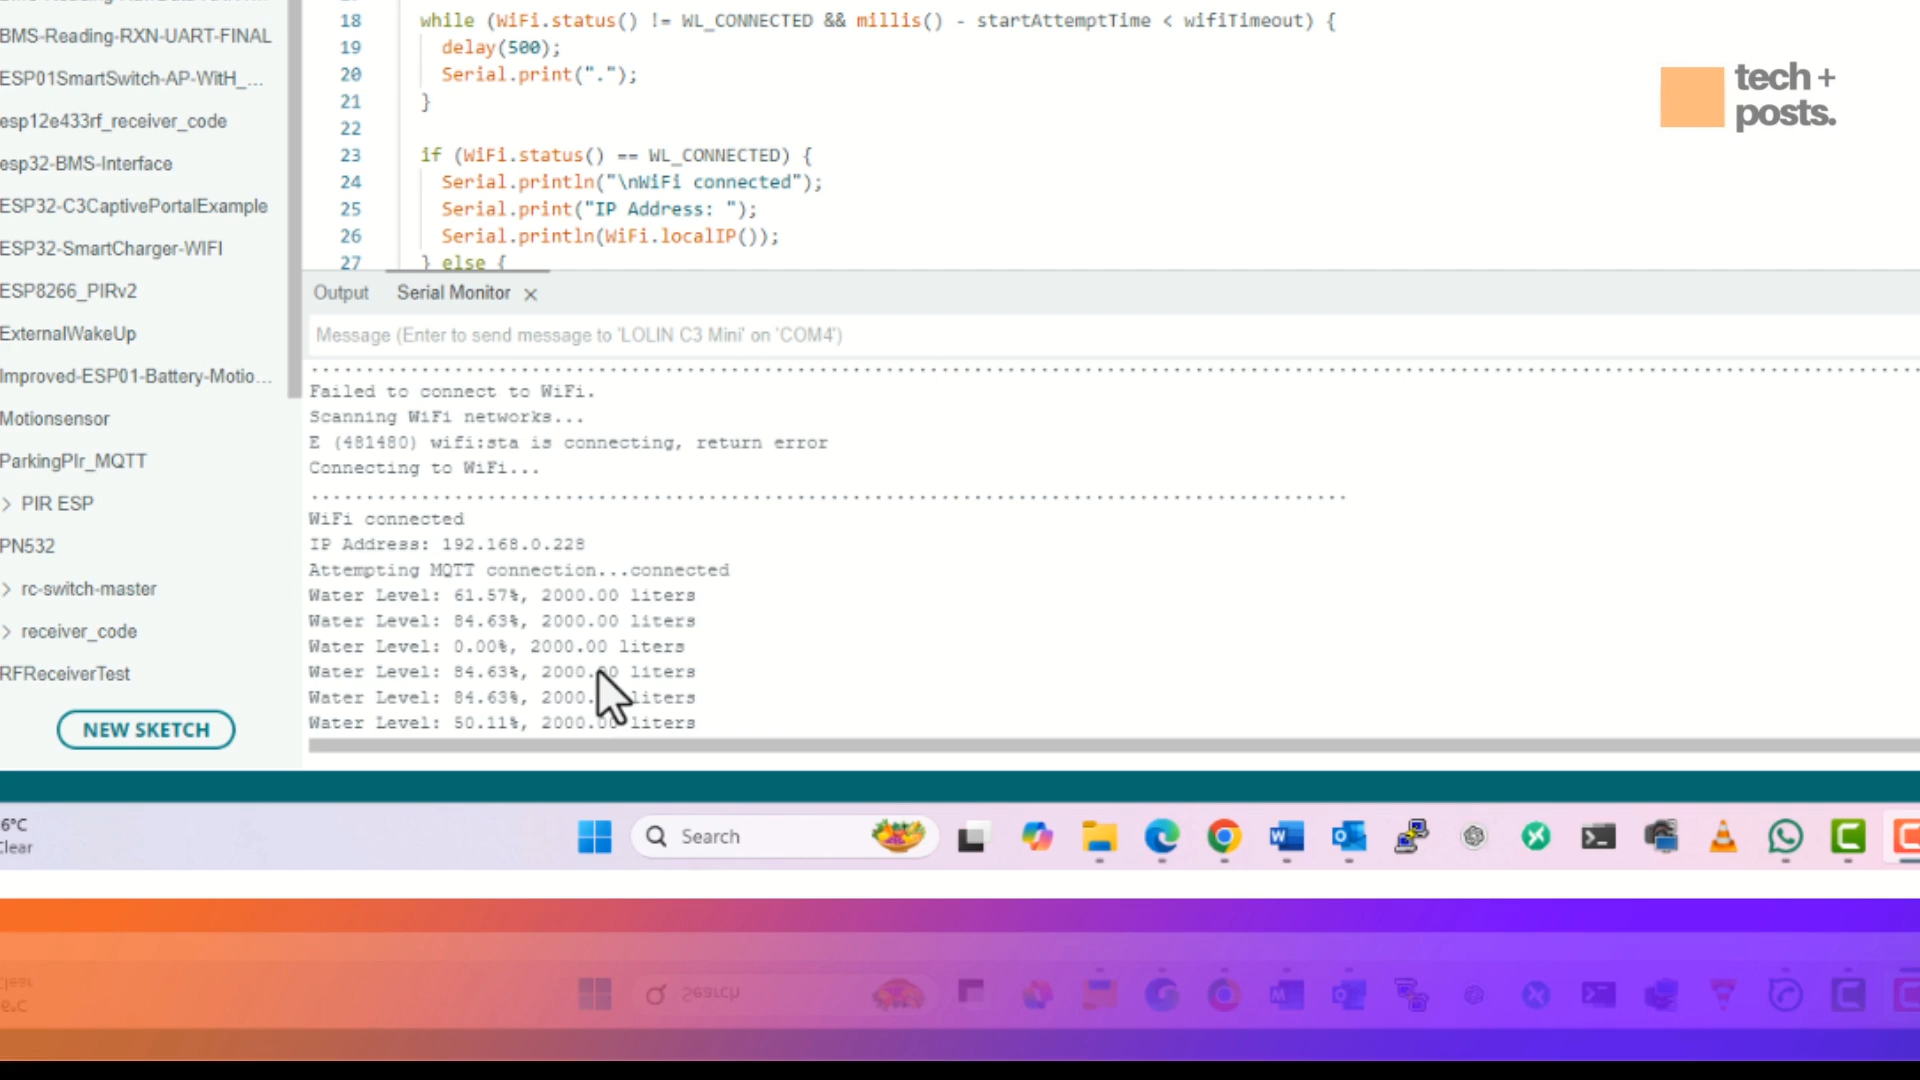 BMS-Reading-RXN-UART-FINAL
ESP01SmartSwitch-AP-WitH_...
esp12e433rf_receiver_code
esp32-BMS-Interface
ESP32-C3CaptivePortalExample
ESP32-SmartCharger-WIFI
ESP8266_PIRv2
ExternalWakeUp
Improved-ESP01-Battery-Motio...
Motionsensor
ParkingPIr_MQTT
PIR ESP
PN532
rc-switch-master
receiver_code
RFReceiverTest
NEW SKETCH
18 while (WiFi.status() != WL_CONNECTED && millis() - startAttemptTime < wifiTimeout) {
19 delay(500);
20 Serial.print(".");
21 }
22
23 if (WiFi.status() == WL_CONNECTED) {
24 Serial.println("\nWiFi connected");
25 Serial.print("IP Address: ");
26 Serial.println(WiFi.localIP());
27 } else {
tech+
posts.
Output Serial Monitor
Message (Enter to send message to 'LOLIN C3 Mini' on 'COM4')
Failed to connect to WiFi.
Scanning WiFi networks...
E (481480) wifi:sta is connecting, return error
Connecting to WiFi...
WiFi connected
IP Address: 192.168.0.228
Attempting MQTT connection...connected
Water Level: 61.57%, 2000.00 liters
Water Level: 84.63%, 2000.00 liters
Water Level: 0.00%, 2000.00 liters
Water Level: 84.63%, 2000.00 liters
Water Level: 84.63%, 2000. liters
Water Level: 50.11%, 2000.00 liters
6°C
Clear
Search